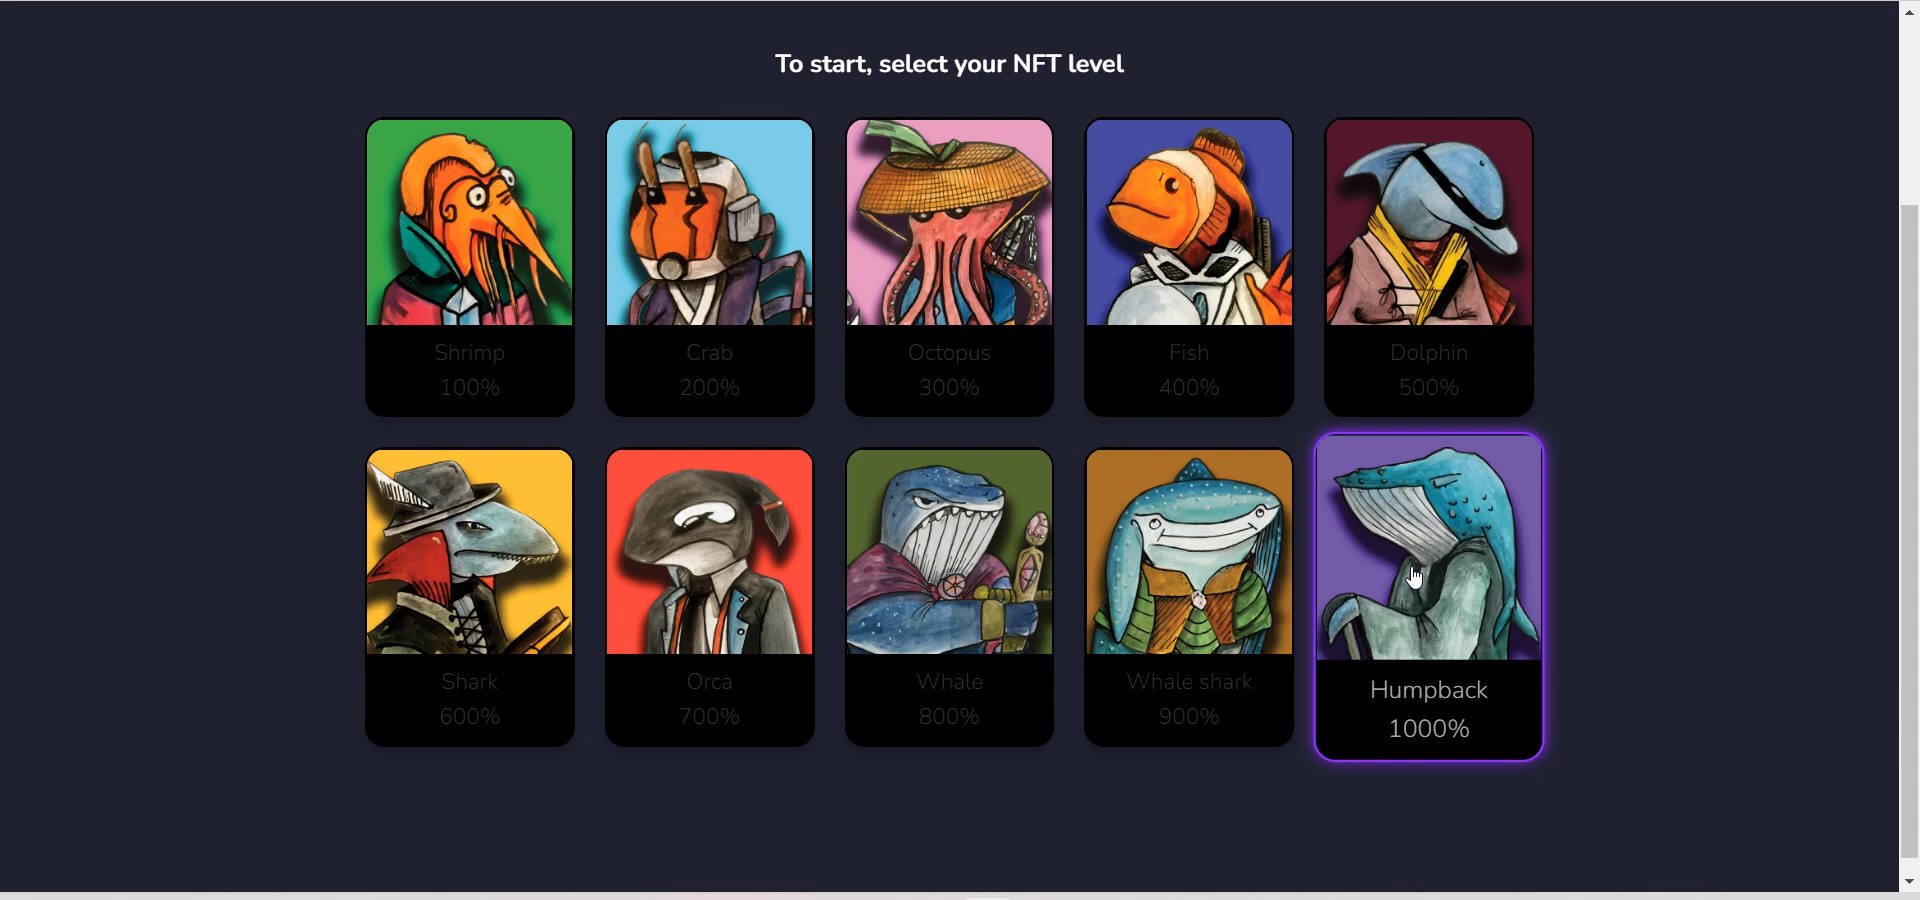 To start, select your NFT level
Shrimp
100%
Crab
200%
Octopus
300%
Fish
400%
Dolphin
500%
Shark
600%
Orca
700%
Whale
800%
Whale shark
900%
Humpback
1000%